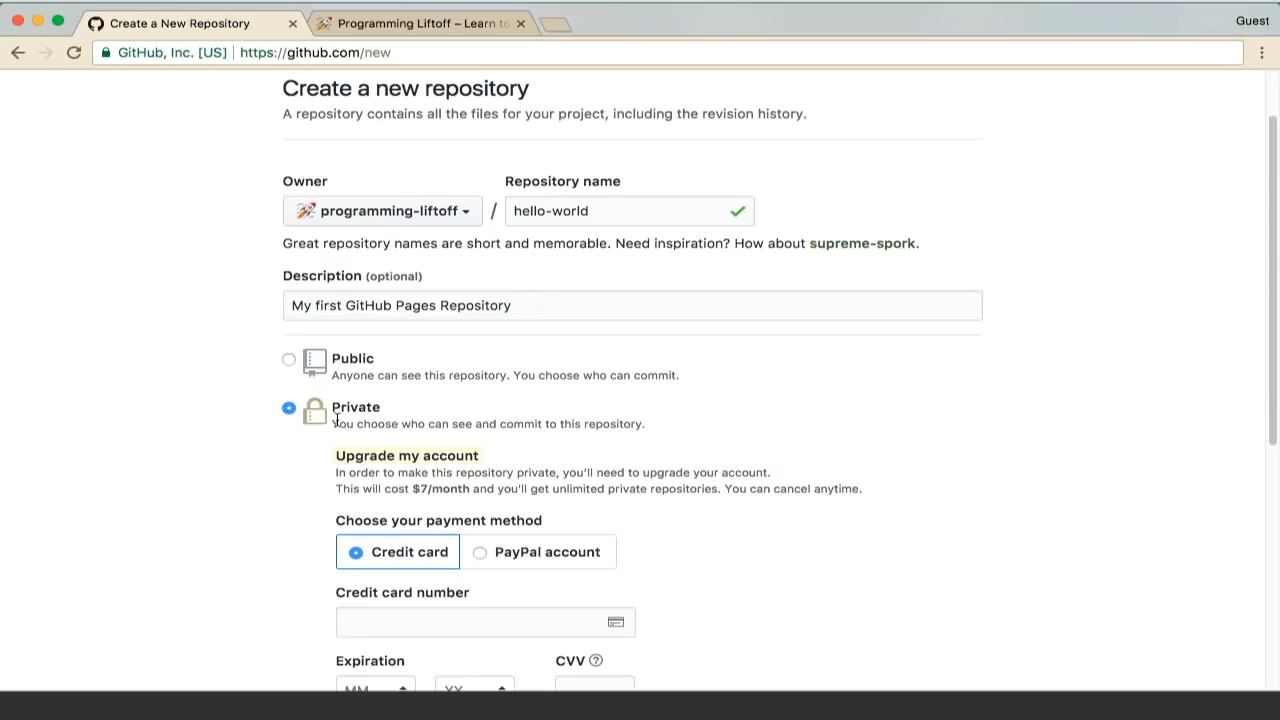 Create a New Repository
Programming Liftoff – Learn to
Guest
GitHub, Inc. [US]
https://github.com/new
Create a new repository
A repository contains all the files for your project, including the revision history.
Owner
Repository name
programming-liftoff
/
hello-world
Great repository names are short and memorable. Need inspiration? How about supreme-spork.
Description (optional)
My first GitHub Pages Repository
Public
Anyone can see this repository. You choose who can commit.
Private
You choose who can see and commit to this repository.
Upgrade my account
In order to make this repository private, you'll need to upgrade your account.
This will cost $7/month and you'll get unlimited private repositories. You can cancel anytime.
Choose your payment method
Credit card
PayPal account
Credit card number
Expiration
CVV
MM
YY